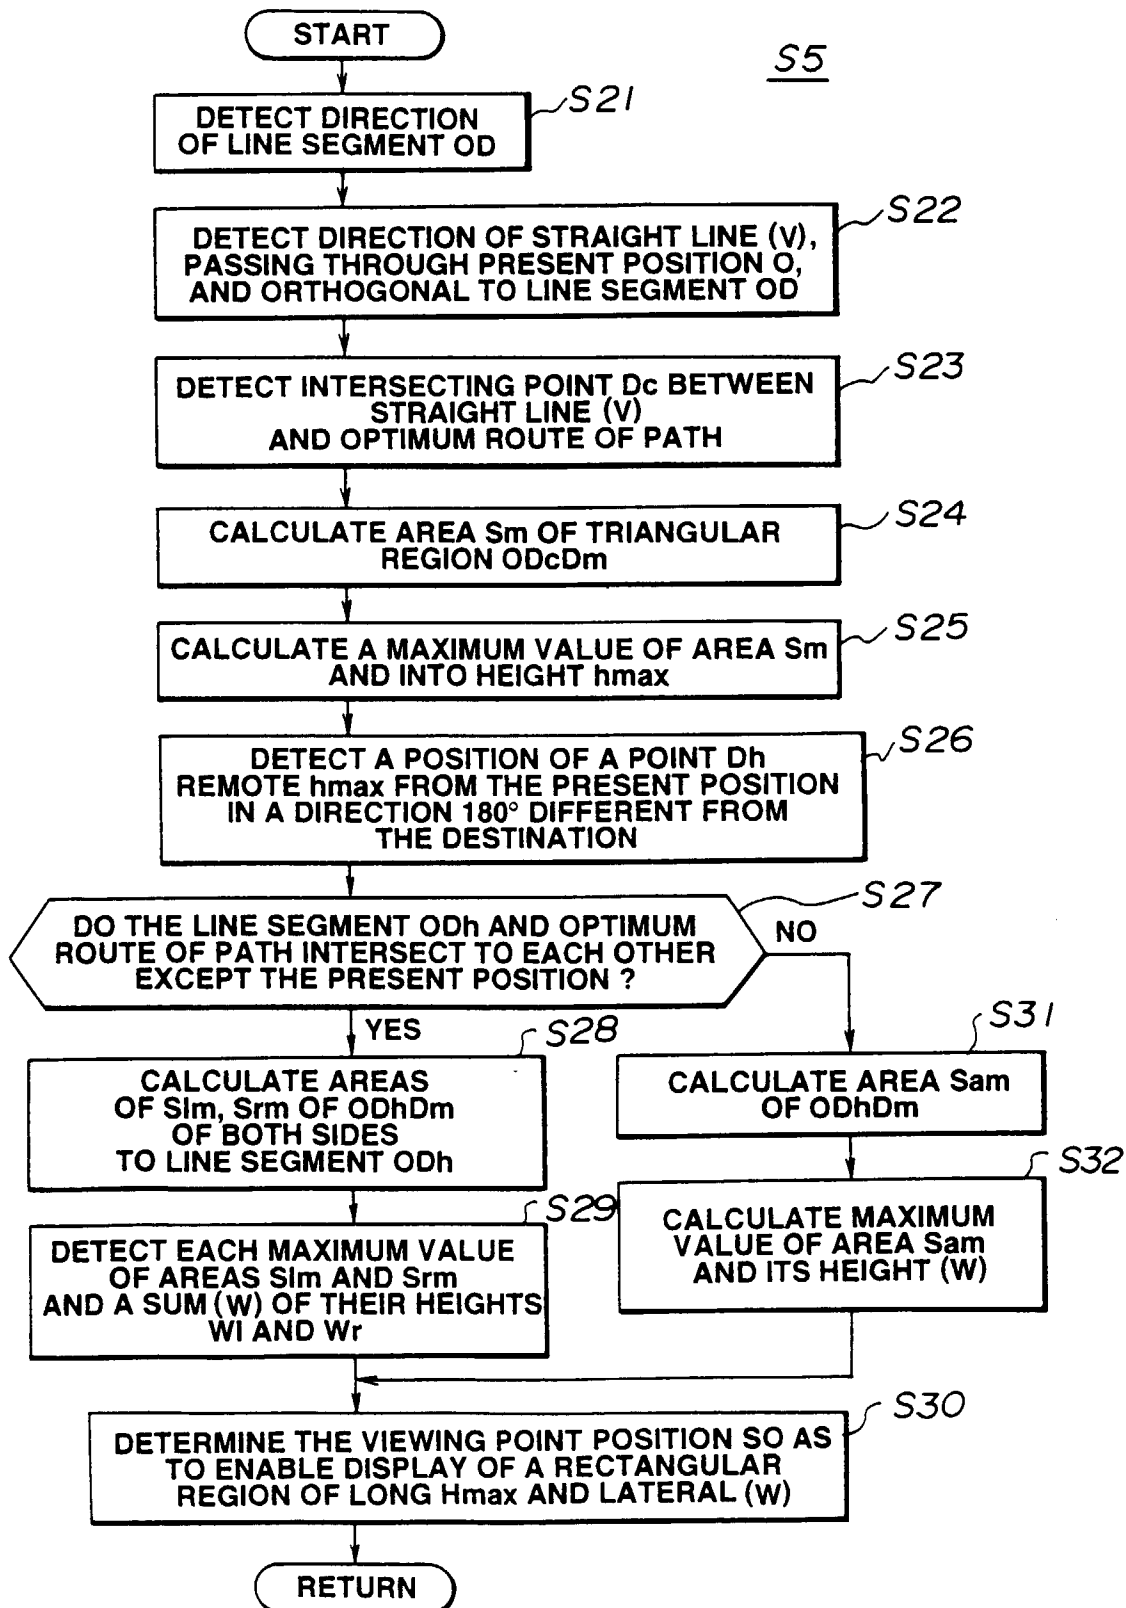 START
S5
S21
DETECT DIRECTION
OF LINE SEGMENT OD
S22
DETECT DIRECTION OF STRAIGHT LINE (V),
PASSING THROUGH PRESENT POSITION O,
AND ORTHOGONAL TO LINE SEGMENT OD
S23
DETECT INTERSECTING POINT Dc BETWEEN
STRAIGHT LINE (V)
AND OPTIMUM ROUTE OF PATH
S24
CALCULATE AREA Sm OF TRIANGULAR
REGION ODcDm
S25
CALCULATE A MAXIMUM VALUE OF AREA Sm
AND INTO HEIGHT hmax
S26
DETECT A POSITION OF A POINT Dh
REMOTE hmax FROM THE PRESENT POSITION
IN A DIRECTION 180° DIFFERENT FROM
THE DESTINATION
S27
DO THE LINE SEGMENT ODh AND OPTIMUM
ROUTE OF PATH INTERSECT TO EACH OTHER
EXCEPT THE PRESENT POSITION ?
NO
YES
S28
CALCULATE AREAS
OF Slm, Srm OF ODhDm
OF BOTH SIDES
TO LINE SEGMENT ODh
S31
CALCULATE AREA Sam
OF ODhDm
S29
DETECT EACH MAXIMUM VALUE
OF AREAS Slm AND Srm
AND A SUM (W) OF THEIR HEIGHTS
Wl AND Wr
S32
CALCULATE MAXIMUM
VALUE OF AREA Sam
AND ITS HEIGHT (W)
S30
DETERMINE THE VIEWING POINT POSITION SO AS
TO ENABLE DISPLAY OF A RECTANGULAR
REGION OF LONG Hmax AND LATERAL (W)
RETURN